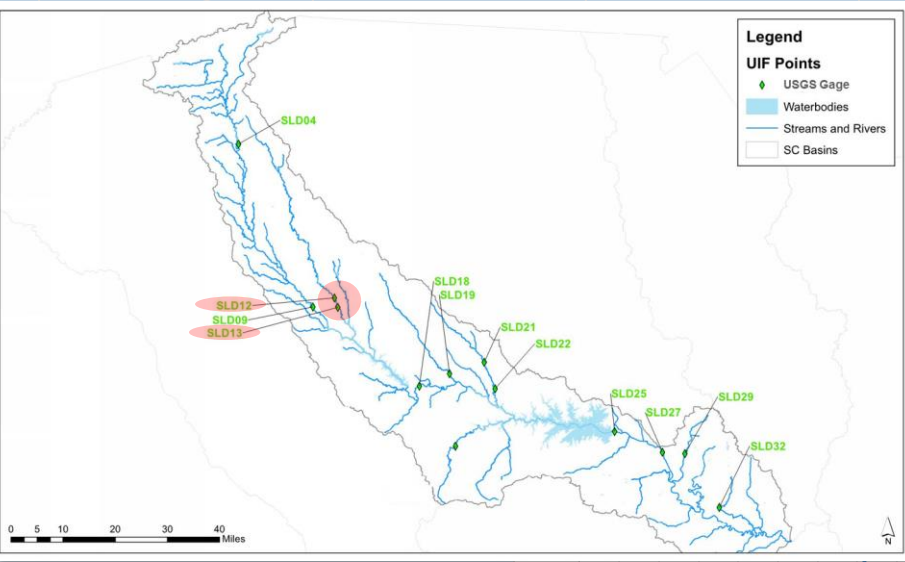 Legend
UIF Points
USGS Gage
Waterbodies
Streams and Rivers
SC Basins
SLD04
SLD12
SLD09
SLD13
SLD18
SLD19
SLD21
SLD22
SLD25
SLD27
SLD29
SLD32
0 5 10 20 30 40
Miles
N